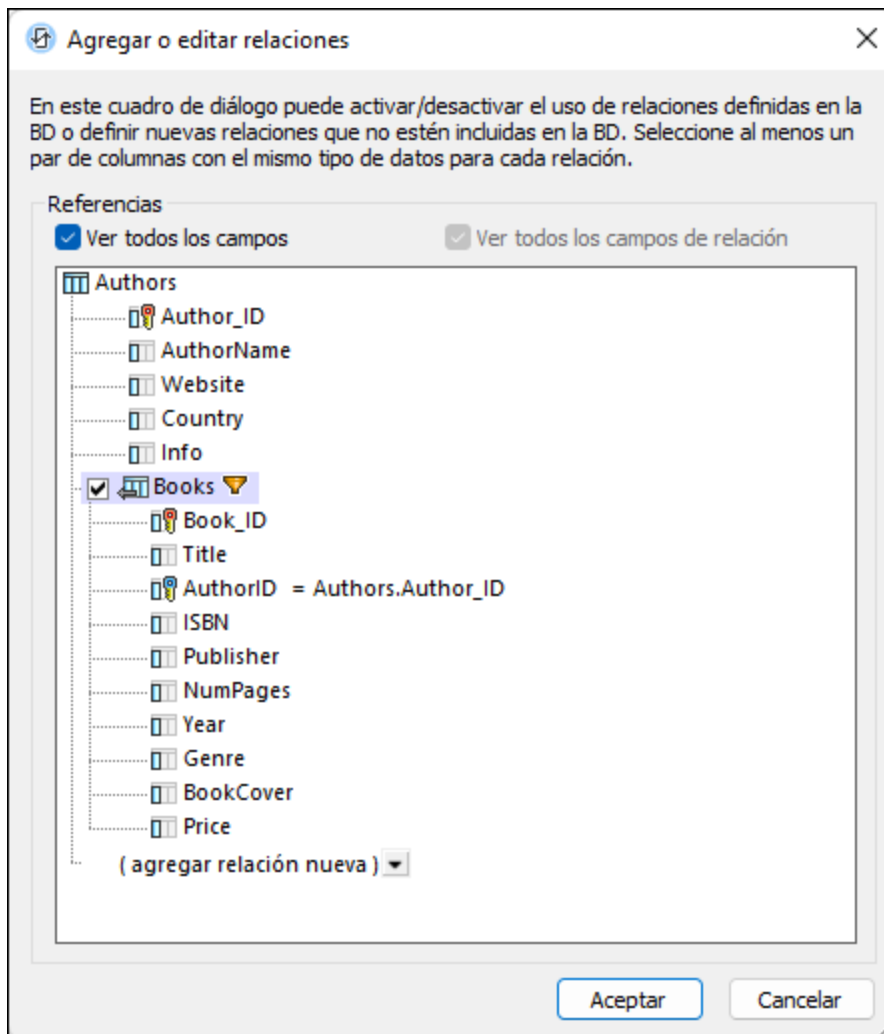 Agregar o editar relaciones
En este cuadro de diálogo puede activar/desactivar el uso de relaciones definidas en la
BD o definir nuevas relaciones que no estén incluidas en la BD. Seleccione al menos un
par de columnas con el mismo tipo de datos para cada relación.
Referencias
Ver todos los campos
Ver todos los campos de relación
Authors
Author_ID
AuthorName
Website
Country
Info
Books
Book_ID
Title
AuthorID = Authors.Author_ID
ISBN
Publisher
NumPages
Year
Genre
BookCover
Price
( agregar relación nueva )
Aceptar
Cancelar